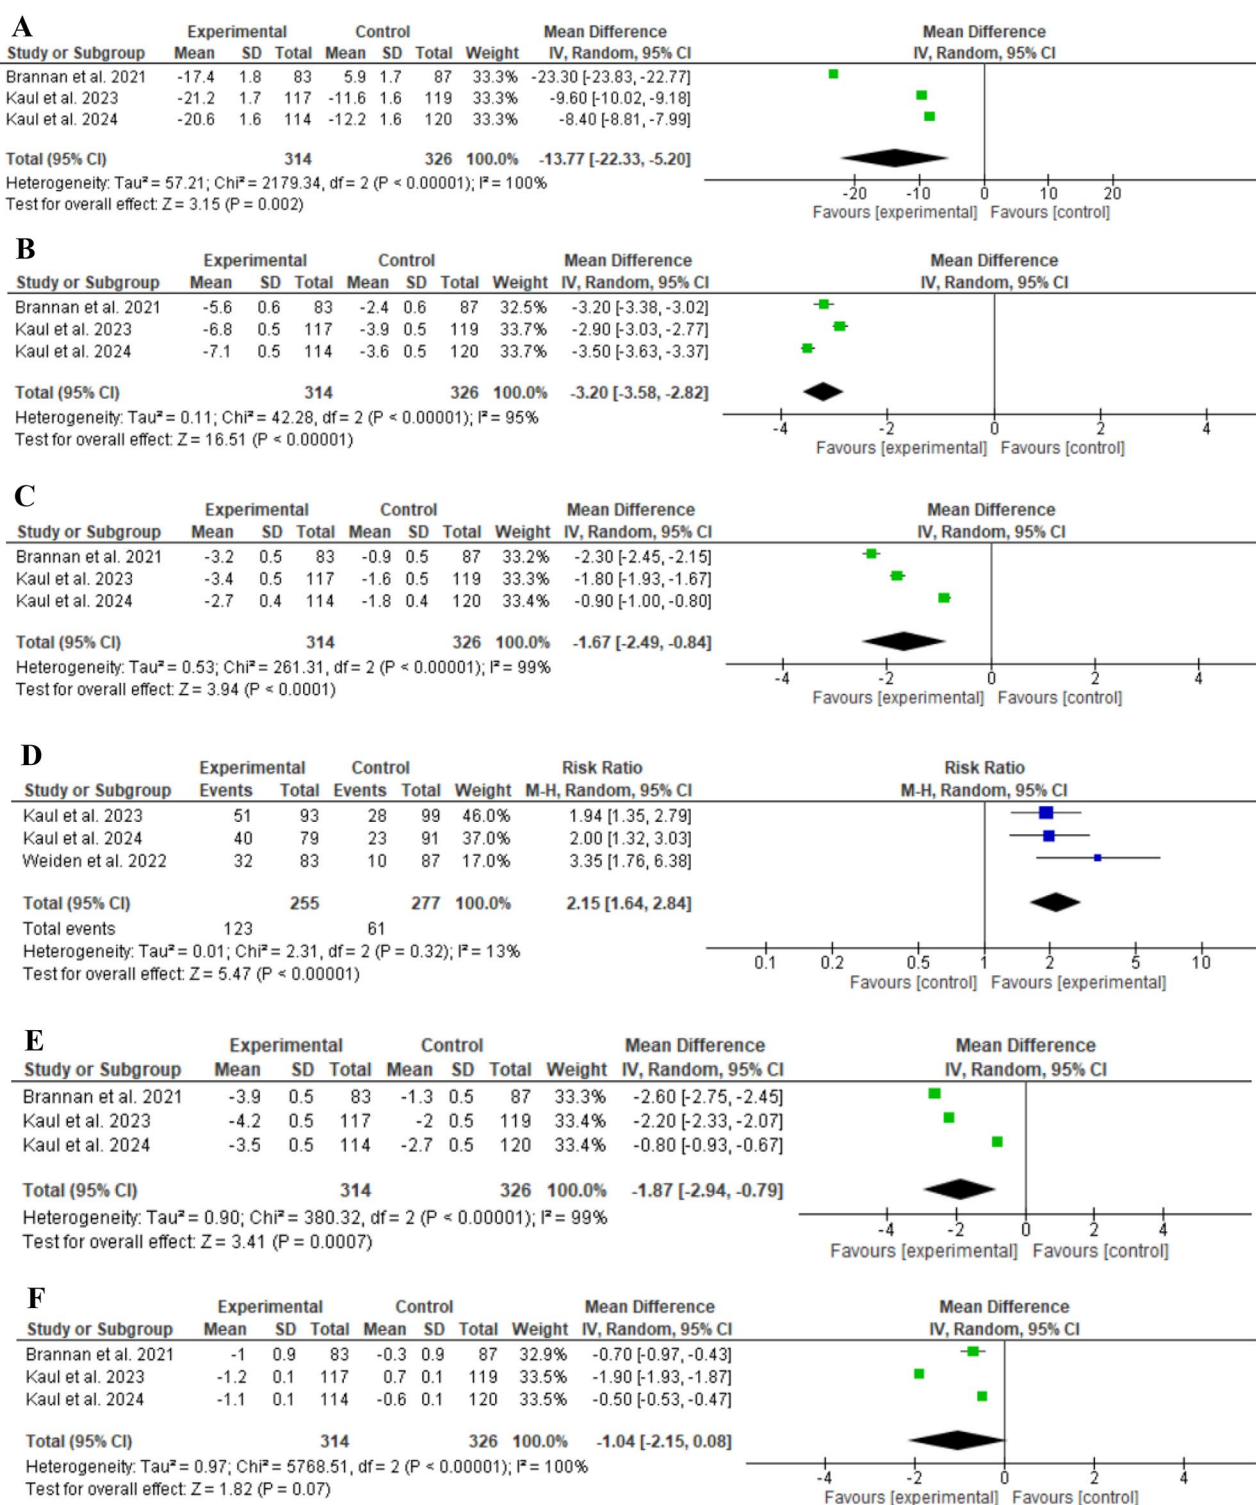 A
Experimental Control Mean Difference Mean Difference
Study or Subgroup Mean SD Total Mean SD Total Weight IV, Random, 95% CI IV, Random, 95% CI
Brannan et al. 2021 -17.4 1.8 83 5.9 1.7 87 33.3% -23.30 [-23.83, -22.77]
Kaul et al. 2023 -21.2 1.7 117 -11.6 1.6 119 33.3% -9.60 [-10.02, -9.18]
Kaul et al. 2024 -20.6 1.6 114 -12.2 1.6 120 33.3% -8.40 [-8.81, -7.99]
Total (95% CI) 314 326 100.0% -13.77 [-22.33, -5.20]
Heterogeneity: Tau² = 57.21; Chi² = 2179.34, df = 2 (P < 0.00001); I² = 100%
Test for overall effect: Z = 3.15 (P = 0.002)
-20 -10 0 10 20
Favours [experimental] Favours [control]
B
Experimental Control Mean Difference Mean Difference
Study or Subgroup Mean SD Total Mean SD Total Weight IV, Random, 95% CI IV, Random, 95% CI
Brannan et al. 2021 -5.6 0.6 83 -2.4 0.6 87 32.5% -3.20 [-3.38, -3.02]
Kaul et al. 2023 -6.8 0.5 117 -3.9 0.5 119 33.7% -2.90 [-3.03, -2.77]
Kaul et al. 2024 -7.1 0.5 114 -3.6 0.5 120 33.7% -3.50 [-3.63, -3.37]
Total (95% CI) 314 326 100.0% -3.20 [-3.58, -2.82]
Heterogeneity: Tau² = 0.11; Chi² = 42.28, df = 2 (P < 0.00001); I² = 95%
Test for overall effect: Z = 16.51 (P < 0.00001)
-4 -2 0 2 4
Favours [experimental] Favours [control]
C
Experimental Control Mean Difference Mean Difference
Study or Subgroup Mean SD Total Mean SD Total Weight IV, Random, 95% CI IV, Random, 95% CI
Brannan et al. 2021 -3.2 0.5 83 -0.9 0.5 87 33.2% -2.30 [-2.45, -2.15]
Kaul et al. 2023 -3.4 0.5 117 -1.6 0.5 119 33.3% -1.80 [-1.93, -1.67]
Kaul et al. 2024 -2.7 0.4 114 -1.8 0.4 120 33.4% -0.90 [-1.00, -0.80]
Total (95% CI) 314 326 100.0% -1.67 [-2.49, -0.84]
Heterogeneity: Tau² = 0.53; Chi² = 261.31, df = 2 (P < 0.00001); I² = 99%
Test for overall effect: Z = 3.94 (P < 0.0001)
-4 -2 0 2 4
Favours [experimental] Favours [control]
D
Experimental Control Risk Ratio Risk Ratio
Study or Subgroup Events Total Events Total Weight M-H, Random, 95% CI M-H, Random, 95% CI
Kaul et al. 2023 51 93 28 99 46.0% 1.94 [1.35, 2.79]
Kaul et al. 2024 40 79 23 91 37.0% 2.00 [1.32, 3.03]
Weiden et al. 2022 32 83 10 87 17.0% 3.35 [1.76, 6.38]
Total (95% CI) 255 277 100.0% 2.15 [1.64, 2.84]
Total events 123 61
Heterogeneity: Tau² = 0.01; Chi² = 2.31, df = 2 (P = 0.32); I² = 13%
Test for overall effect: Z = 5.47 (P < 0.00001)
0.1 0.2 0.5 1 2 5 10
Favours [control] Favours [experimental]
E
Experimental Control Mean Difference Mean Difference
Study or Subgroup Mean SD Total Mean SD Total Weight IV, Random, 95% CI IV, Random, 95% CI
Brannan et al. 2021 -3.9 0.5 83 -1.3 0.5 87 33.3% -2.60 [-2.75, -2.45]
Kaul et al. 2023 -4.2 0.5 117 -2 0.5 119 33.4% -2.20 [-2.33, -2.07]
Kaul et al. 2024 -3.5 0.5 114 -2.7 0.5 120 33.4% -0.80 [-0.93, -0.67]
Total (95% CI) 314 326 100.0% -1.87 [-2.94, -0.79]
Heterogeneity: Tau² = 0.90; Chi² = 380.32, df = 2 (P < 0.00001); I² = 99%
Test for overall effect: Z = 3.41 (P = 0.0007)
-4 -2 0 2 4
Favours [experimental] Favours [control]
F
Experimental Control Mean Difference Mean Difference
Study or Subgroup Mean SD Total Mean SD Total Weight IV, Random, 95% CI IV, Random, 95% CI
Brannan et al. 2021 -1 0.9 83 -0.3 0.9 87 32.9% -0.70 [-0.97, -0.43]
Kaul et al. 2023 -1.2 0.1 117 0.7 0.1 119 33.5% -1.90 [-1.93, -1.87]
Kaul et al. 2024 -1.1 0.1 114 -0.6 0.1 120 33.5% -0.50 [-0.53, -0.47]
Total (95% CI) 314 326 100.0% -1.04 [-2.15, 0.08]
Heterogeneity: Tau² = 0.97; Chi² = 5768.51, df = 2 (P < 0.00001); I² = 100%
Test for overall effect: Z = 1.82 (P = 0.07)
-4 -2 0 2 4
Favours [experimental] Favours [control]